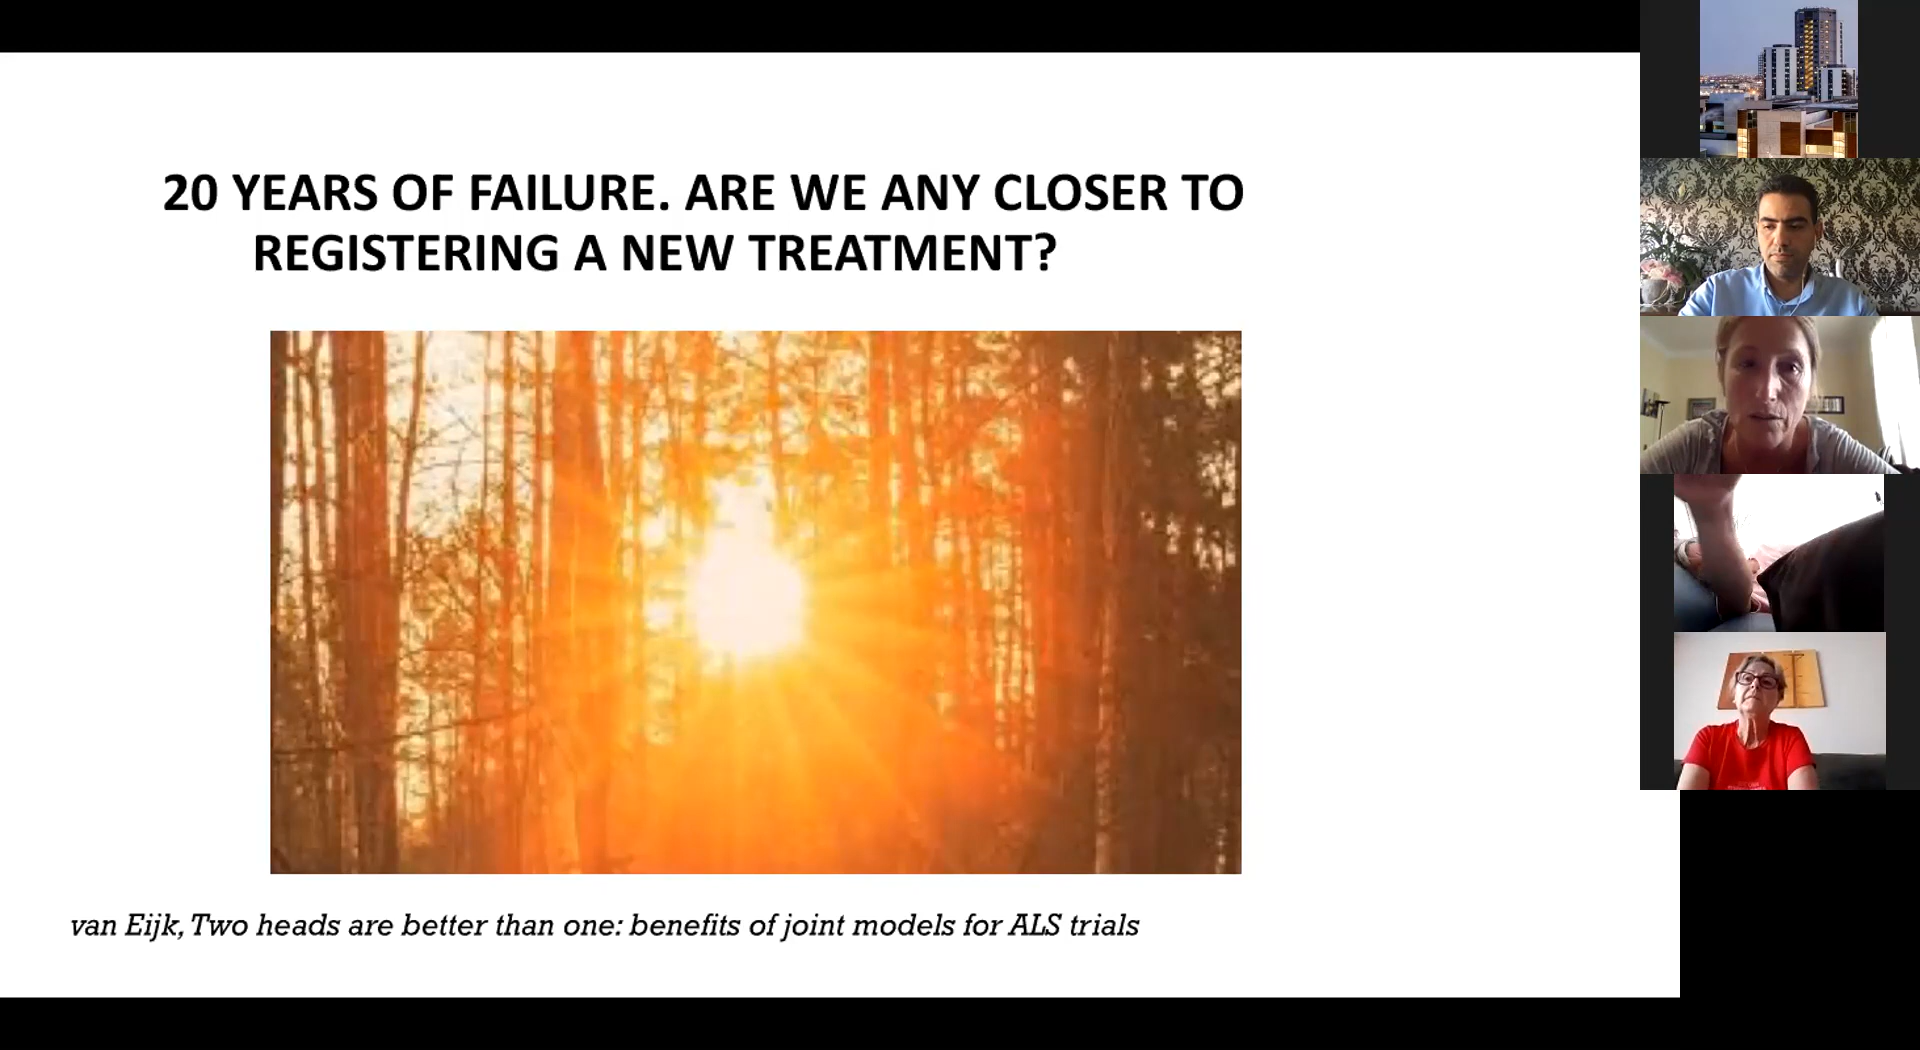 20 YEARS OF FAILURE. ARE WE ANY CLOSER TO
REGISTERING A NEW TREATMENT?
van Eijk, Two heads are better than one: benefits of joint models for ALS trials